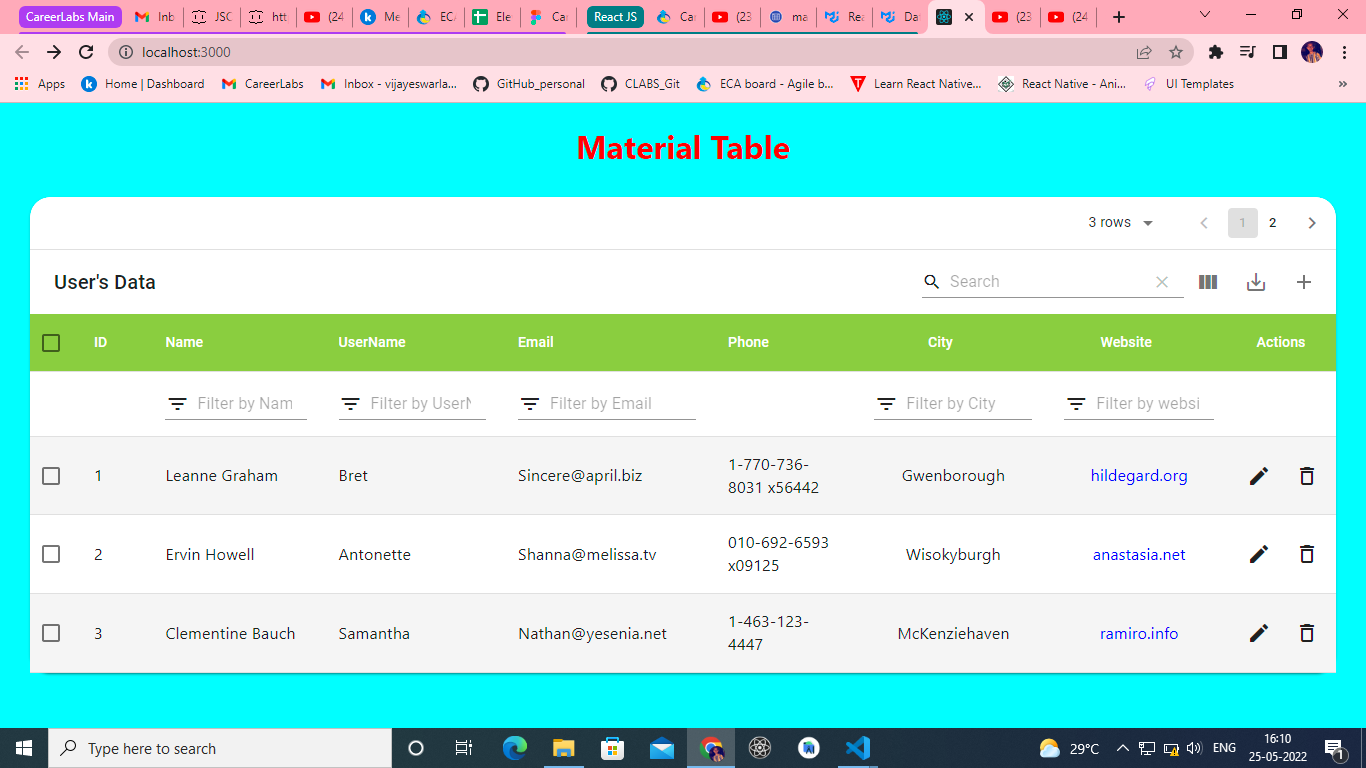 CareerLabs Main Inb JSC htt (24 Me ECA Ele Ca React JS Ca (23 ma Rea Da (23 (24
localhost:3000
Apps Home | Dashboard CareerLabs Inbox - vijayeswarla... GitHub_personal CLABS_Git ECA board - Agile b... Learn React Native... React Native - Ani... UI Templates »
Material Table
3 rows 1 2
User's Data Search
ID Name UserName Email Phone City Website Actions
Filter by Nam Filter by UserN Filter by Email Filter by City Filter by websi
1 Leanne Graham Bret Sincere@april.biz 1-770-736-
8031 x56442 Gwenborough hildegard.org
2 Ervin Howell Antonette Shanna@melissa.tv 010-692-6593
x09125 Wisokyburgh anastasia.net
3 Clementine Bauch Samantha Nathan@yesenia.net 1-463-123-
4447 McKenziehaven ramiro.info
Type here to search 29°C ENG 16:10
25-05-2022 1